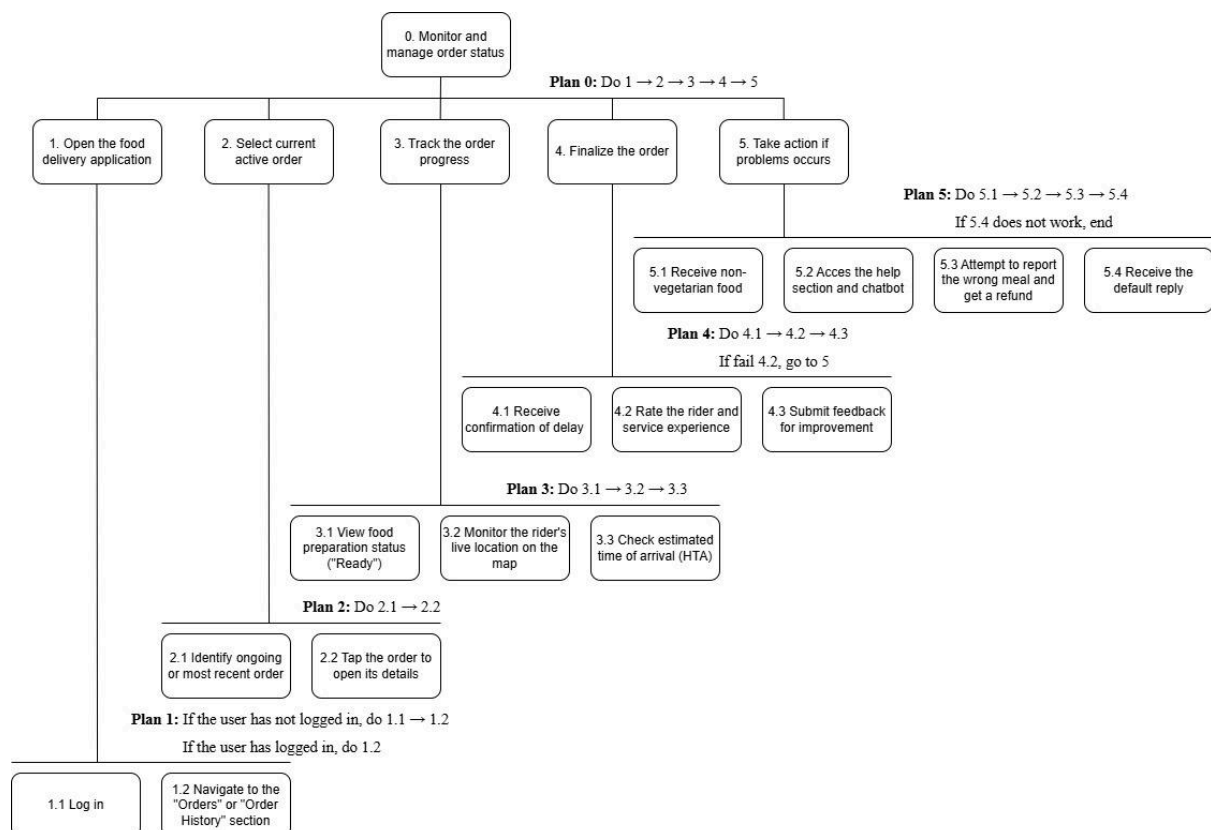 0. Monitor and
manage order status
Plan 0: Do 1 → 2 → 3 → 4 → 5
1. Open the food
delivery application
2. Select current
active order
3. Track the order
progress
4. Finalize the order
5. Take action if
problems occurs
Plan 5: Do 5.1 → 5.2 → 5.3 → 5.4
If 5.4 does not work, end
5.1 Receive non-
vegetarian food
5.2 Acces the help
section and chatbot
5.3 Attempt to report
the wrong meal and
get a refund
5.4 Receive the
default reply
Plan 4: Do 4.1 → 4.2 → 4.3
If fail 4.2, go to 5
4.1 Receive
confirmation of delay
4.2 Rate the rider and
service experience
4.3 Submit feedback
for improvement
Plan 3: Do 3.1 → 3.2 → 3.3
3.1 View food
preparation status
("Ready")
3.2 Monitor the rider's
live location on the
map
3.3 Check estimated
time of arrival (HTA)
Plan 2: Do 2.1 → 2.2
2.1 Identify ongoing
or most recent order
2.2 Tap the order to
open its details
Plan 1: If the user has not logged in, do 1.1 → 1.2
If the user has logged in, do 1.2
1.1 Log in
1.2 Navigate to the
"Orders" or "Order
History" section